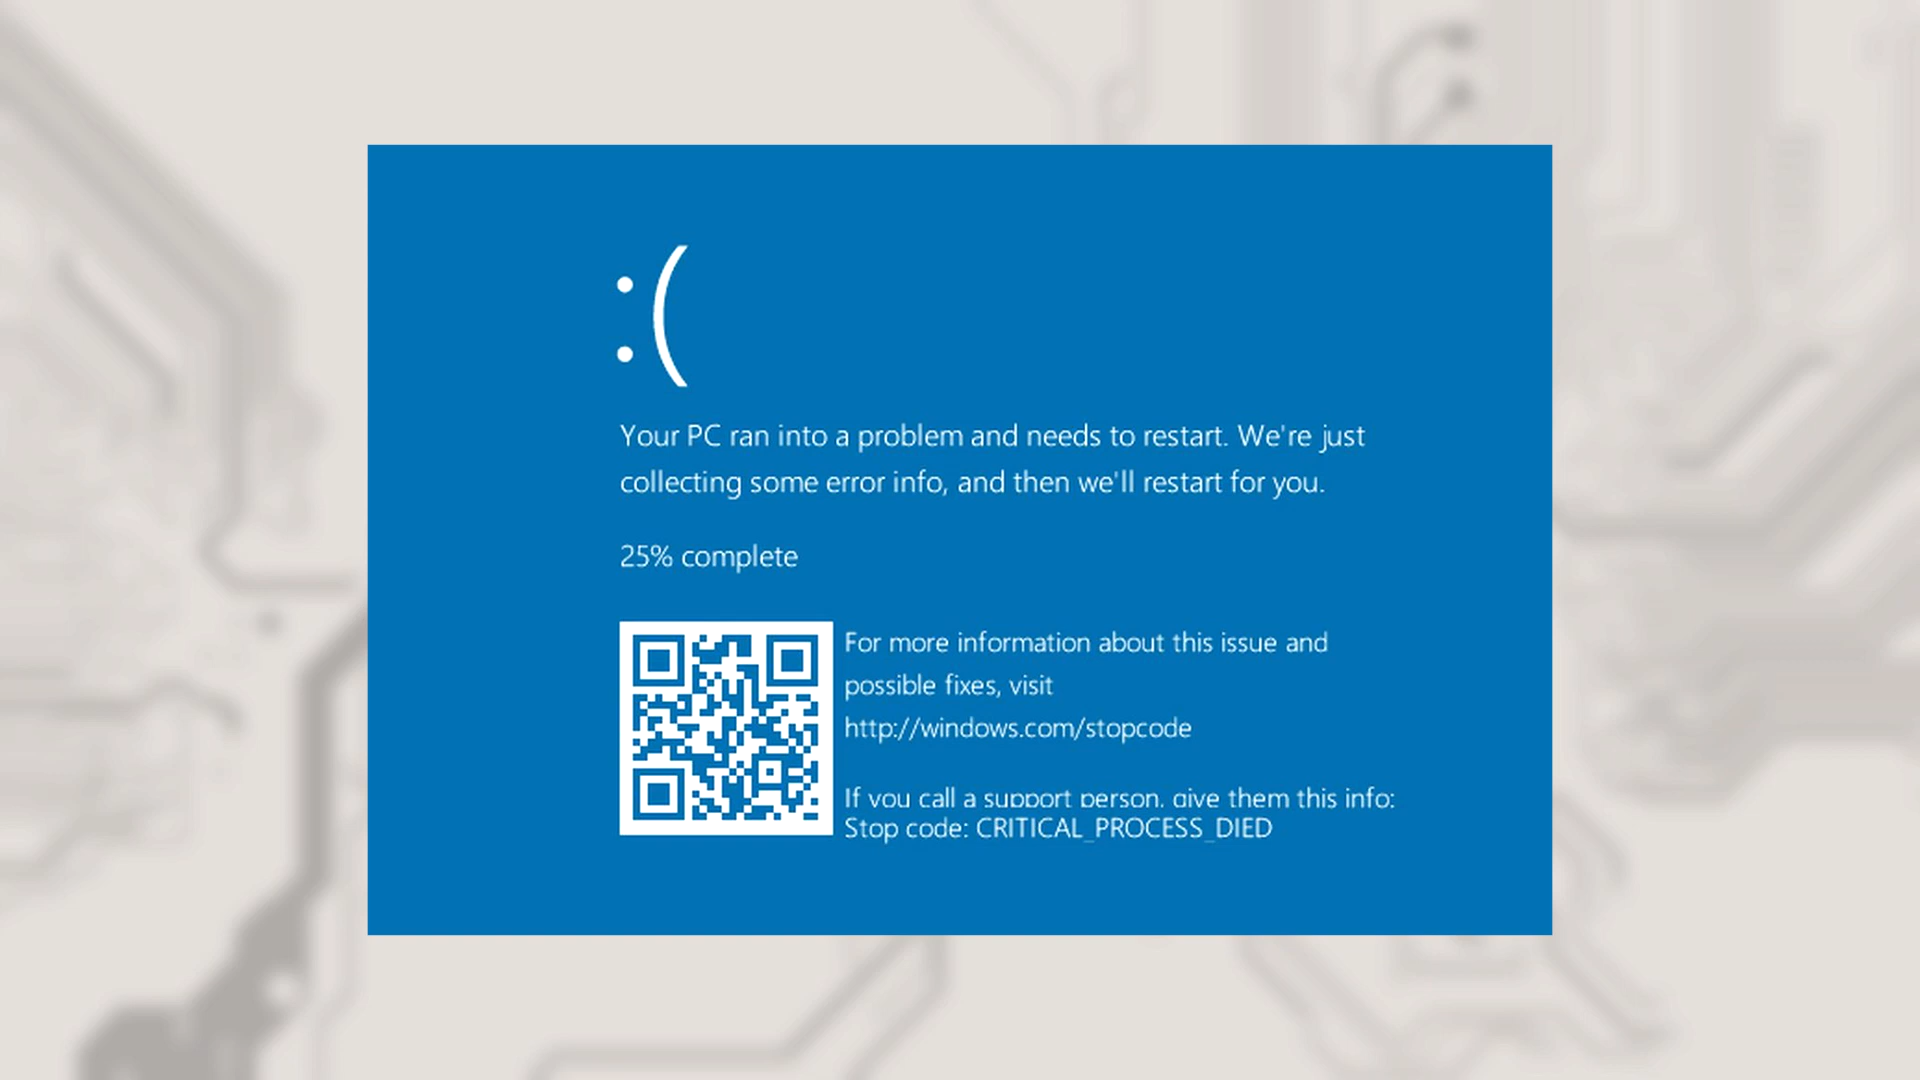 :(
Your PC ran into a problem and needs to restart. We're just
collecting some error info, and then we'll restart for you.
25% complete
For more information about this issue and
possible fixes, visit
http://windows.com/stopcode
If you call a support person, give them this info:
Stop code: CRITICAL_PROCESS_DIED